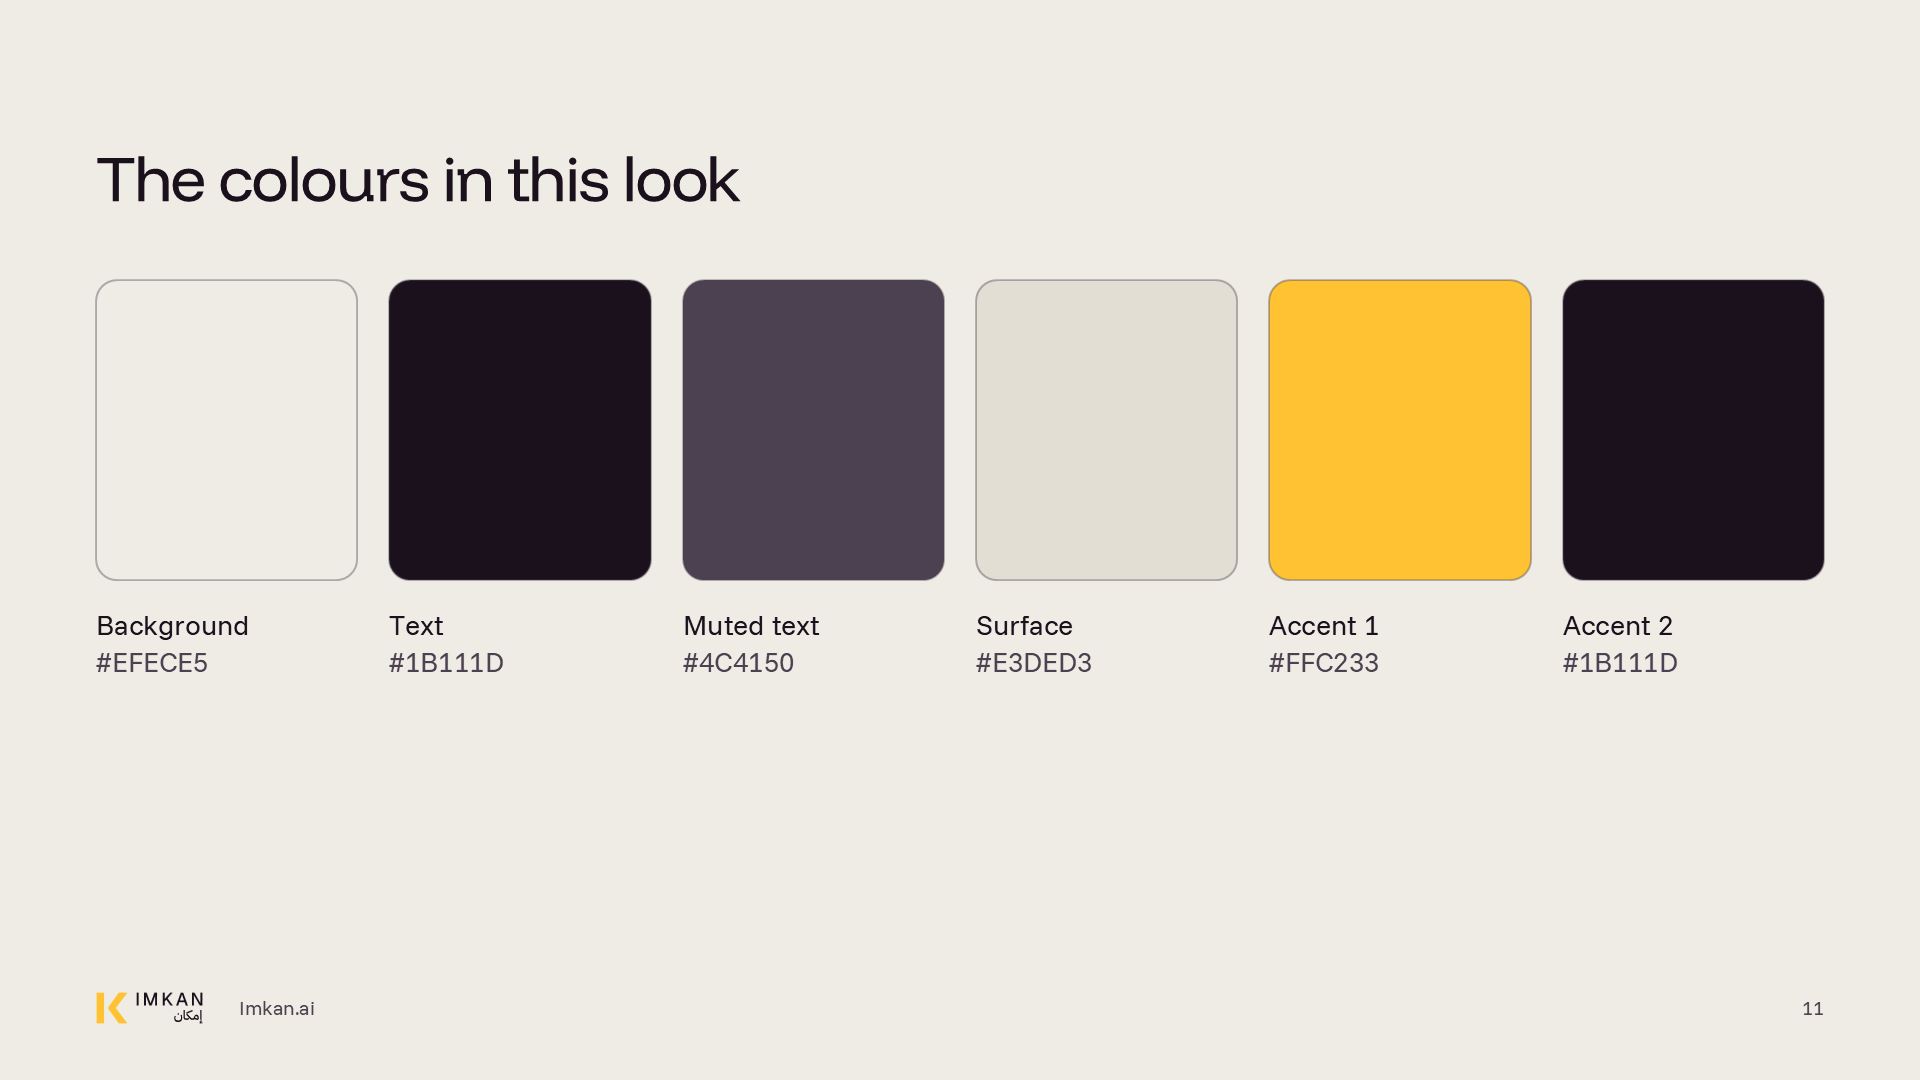 The colours in this look
Background
#EFECE5
Text
#1B111D
Muted text
#4C4150
Surface
#E3DED3
Accent 1
#FFC233
Accent 2
#1B111D
IMKAN
إمكان
Imkan.ai
11